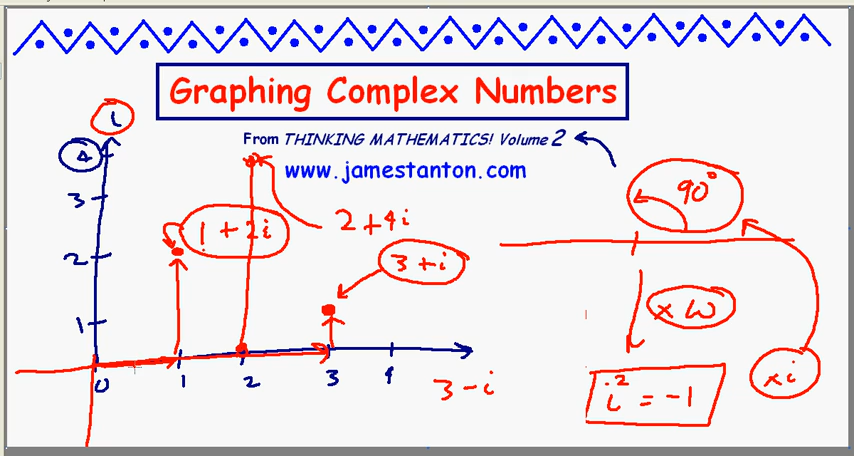 Graphing Complex Numbers
From THINKING MATHEMATICS! Volume 2
www.jamestanton.com
i
4
3
2
1
0 1 2 3 4
1 + 2i
2 + 4i
3 + i
3 - i
90°
x i
i² = -1